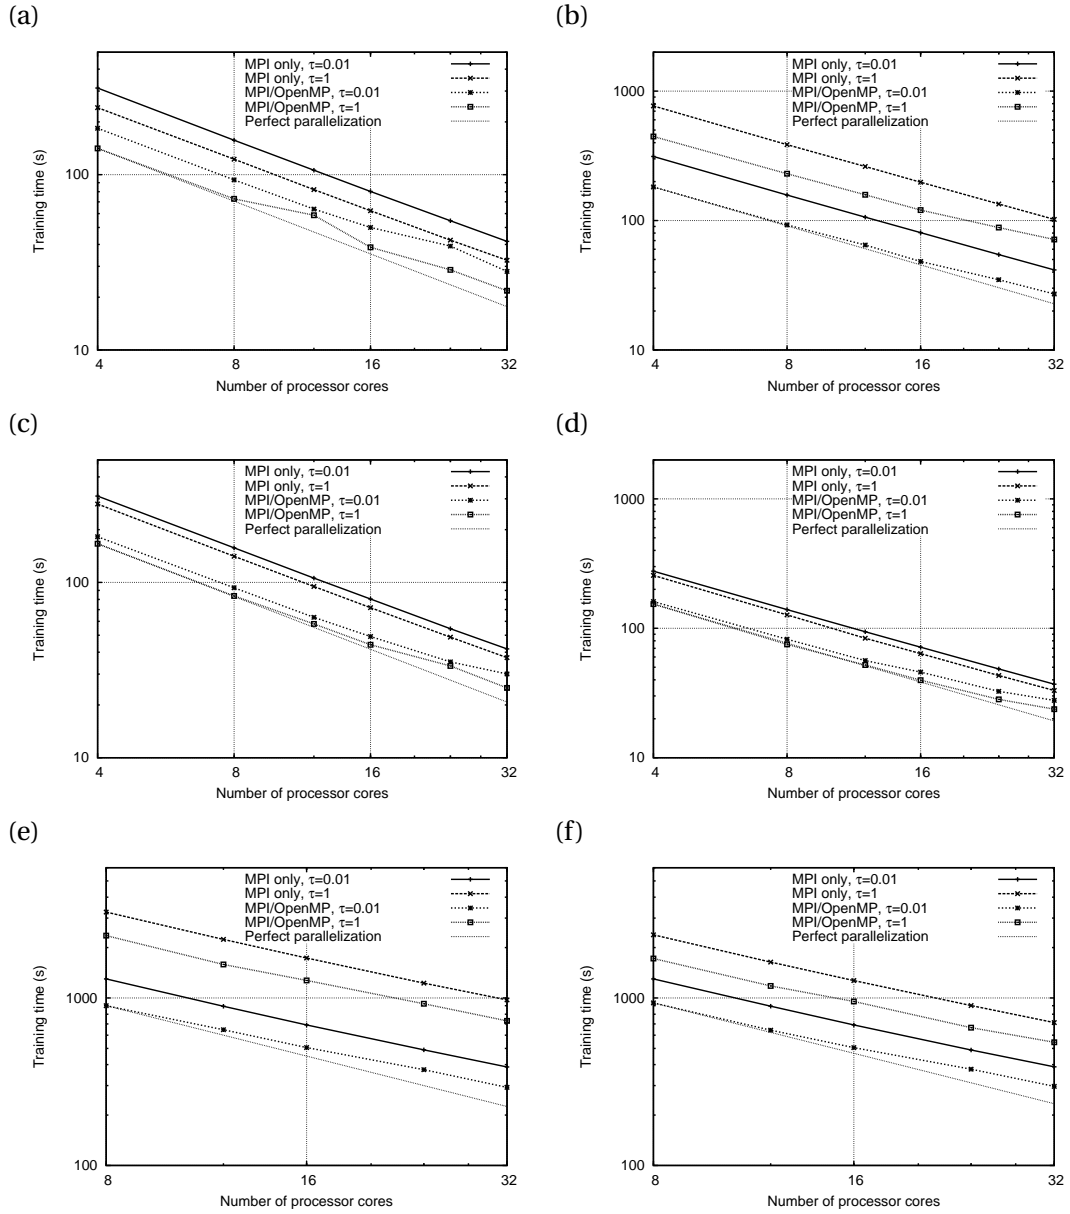 (a)
MPI only, τ=0.01
MPI only, τ=1
MPI/OpenMP, τ=0.01
MPI/OpenMP, τ=1
Perfect parallelization
Training time (s)
100
10
4 8 16 32
Number of processor cores
(b)
MPI only, τ=0.01
MPI only, τ=1
MPI/OpenMP, τ=0.01
MPI/OpenMP, τ=1
Perfect parallelization
Training time (s)
1000
100
10
4 8 16 32
Number of processor cores
(c)
MPI only, τ=0.01
MPI only, τ=1
MPI/OpenMP, τ=0.01
MPI/OpenMP, τ=1
Perfect parallelization
Training time (s)
100
10
4 8 16 32
Number of processor cores
(d)
MPI only, τ=0.01
MPI only, τ=1
MPI/OpenMP, τ=0.01
MPI/OpenMP, τ=1
Perfect parallelization
Training time (s)
1000
100
10
4 8 16 32
Number of processor cores
(e)
MPI only, τ=0.01
MPI only, τ=1
MPI/OpenMP, τ=0.01
MPI/OpenMP, τ=1
Perfect parallelization
Training time (s)
1000
100
8 16 32
Number of processor cores
(f)
MPI only, τ=0.01
MPI only, τ=1
MPI/OpenMP, τ=0.01
MPI/OpenMP, τ=1
Perfect parallelization
Training time (s)
1000
100
8 16 32
Number of processor cores